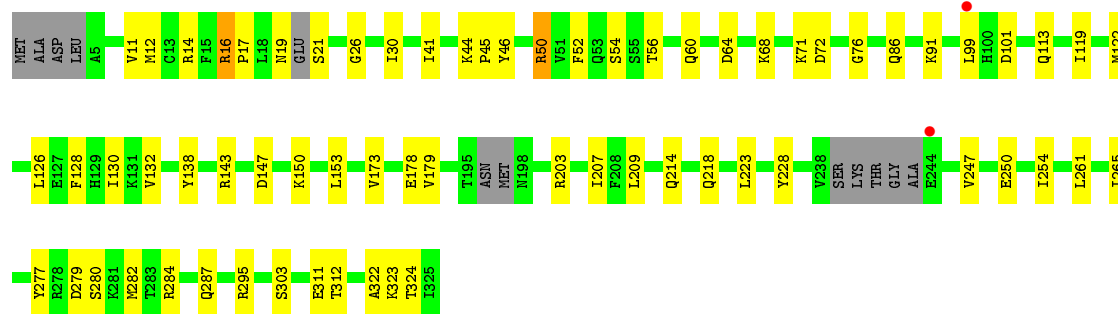 MET ALA ASP LEU A5 V11 M12 C13 R14 F15 R16 P17 L18 N19 GLU S21 G26 I30 I41 K44 P45 Y46 R50 V51 F52 Q53 S54 S55 T56 Q60 D64 K68 K71 D72 G76 Q86 K91 L99 H100 D101 Q113 I119 M122
L126 E127 F128 H129 I130 K131 V132 Y138 R143 D147 K150 L153 V173 E178 V179 T195 ASN MET N198 R203 I207 F208 L209 Q214 Q218 L223 Y228 V238 SER LYS THR GLY ALA E244 V247 E250 I254 L261 I265
Y277 R278 D279 S280 K281 M282 T283 R284 Q287 R295 S303 E311 T312 A322 K323 T324 I325